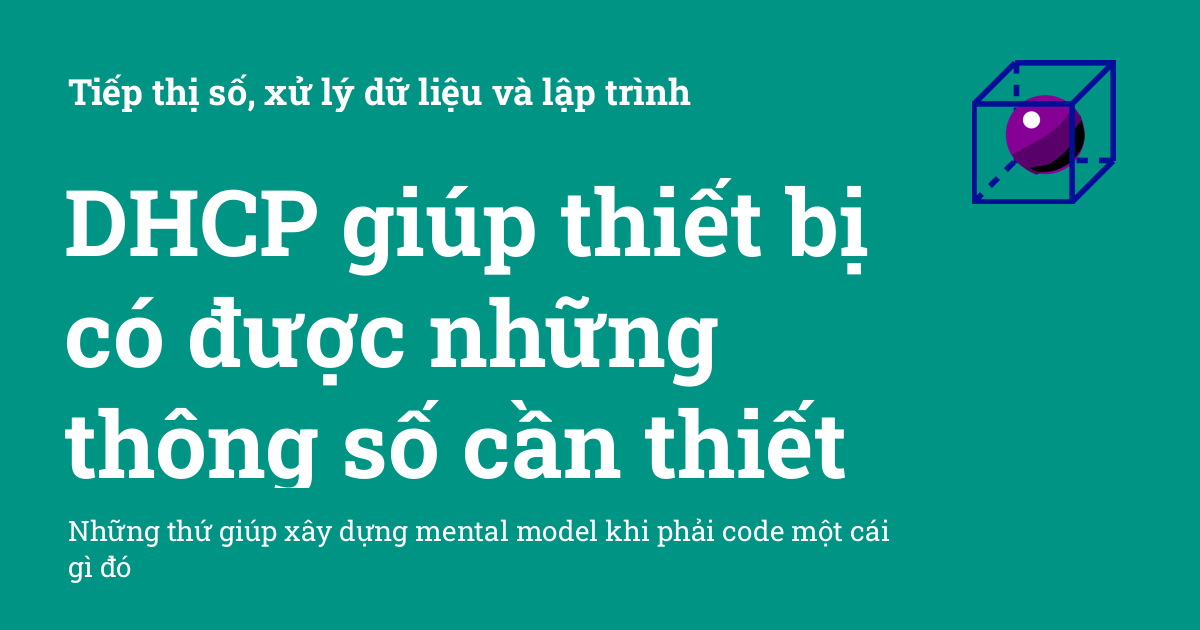 Tiếp thị số, xử lý dữ liệu và lập trình
DHCP giúp thiết bị
có được những
thông số cần thiết
Những thứ giúp xây dựng mental model khi phải code một cái
gì đó